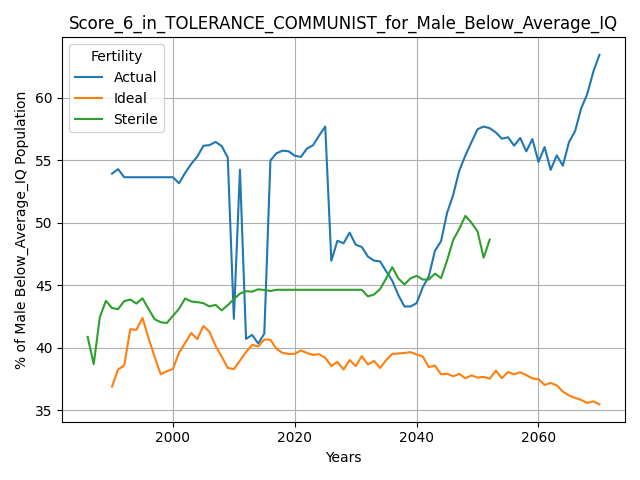 Score_6_in_TOLERANCE_COMMUNIST_for_Male_Below_Average_IQ
Fertility
Actual
Ideal
Sterile
% of Male Below_Average_IQ Population
60
55
50
45
40
35
2000
2020
2040
2060
Years